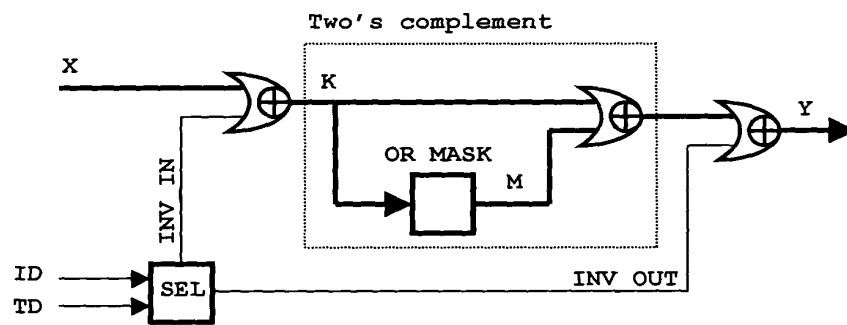 Two's complement
X
K
Y
OR MASK
M
INV IN
ID
TD
SEL
INV OUT